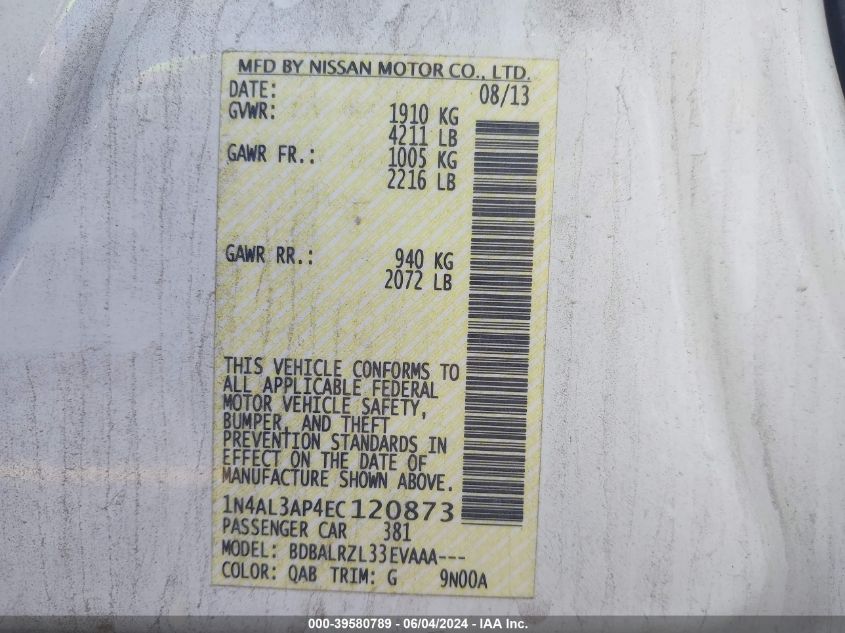 MFD BY NISSAN MOTOR CO., LTD.
DATE: 08/13
GVWR: 1910 KG
4211 LB
GAWR FR.: 1005 KG
2216 LB
GAWR RR.: 940 KG
2072 LB
THIS VEHICLE CONFORMS TO
ALL APPLICABLE FEDERAL
MOTOR VEHICLE SAFETY,
BUMPER, AND THEFT
PREVENTION STANDARDS IN
EFFECT ON THE DATE OF
MANUFACTURE SHOWN ABOVE.
1N4AL3AP4EC120873
PASSENGER CAR 381
MODEL: BDBALRZL33EVAAA---
COLOR: QAB TRIM: G 9N00A
000-39580789 - 06/04/2024 - IAA Inc.